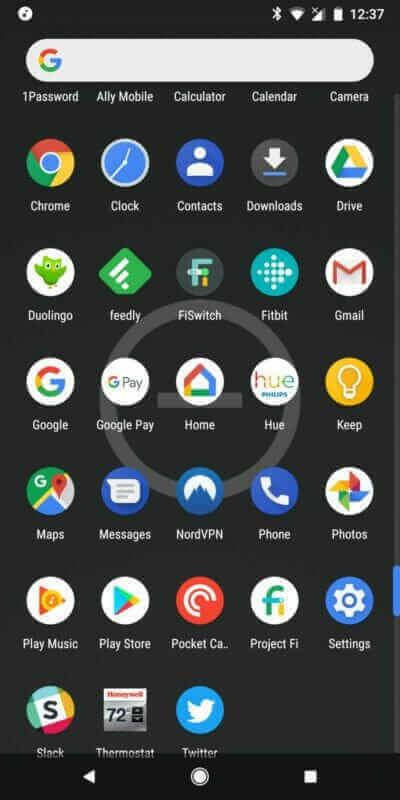 12:37
1Password Ally Mobile Calculator Calendar Camera
Chrome Clock Contacts Downloads Drive
Duolingo feedly FiSwitch Fitbit Gmail
G Pay
hue
PHILIPS
Google Google Pay Home Hue Keep
Maps Messages NordVPN Phone Photos
Play Music Play Store Pocket Ca.. Project Fi Settings
Honeywell
72°
Slack Thermostat Twitter